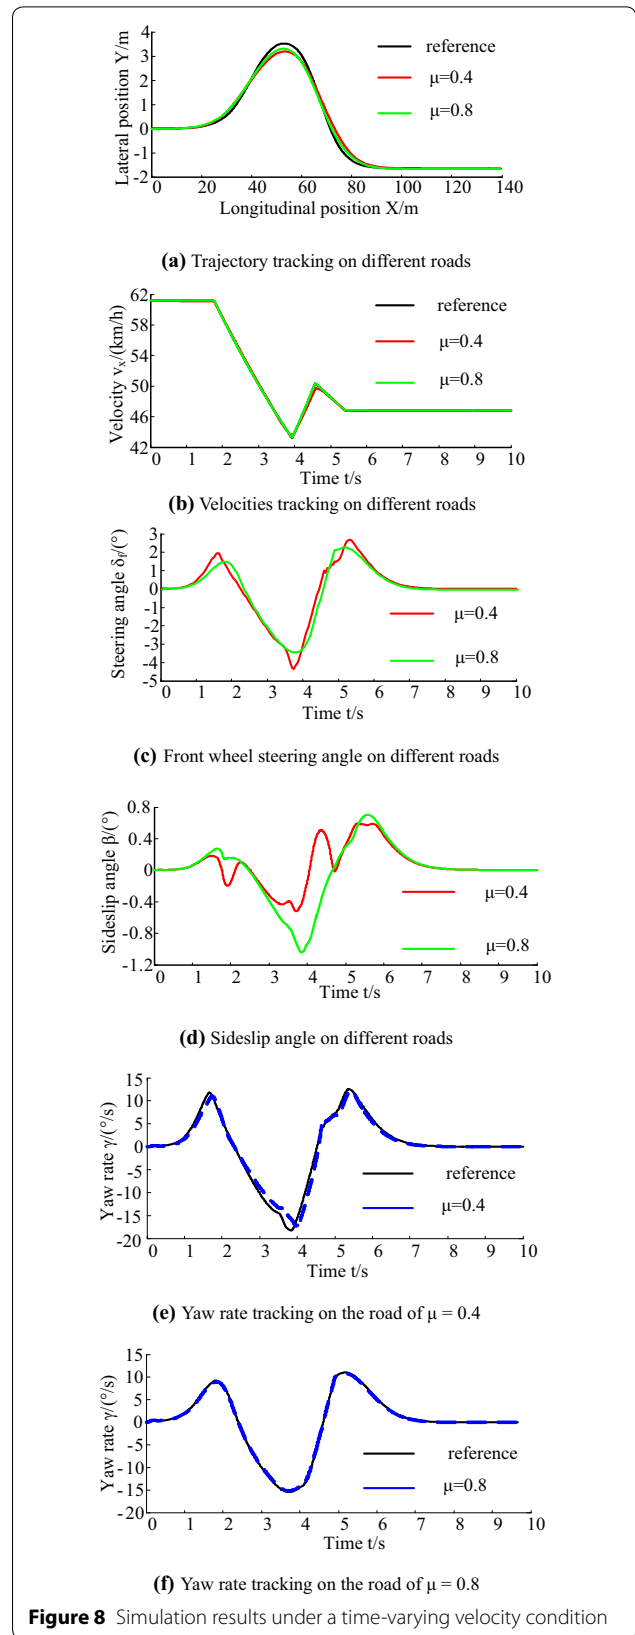 4
3
2
1
0
-1
-2
Lateral position Y/m
reference
μ=0.4
μ=0.8
0 20 40 60 80 100 120 140
Longitudinal position X/m
(a) Trajectory tracking on different roads
62
58
54
50
46
42
Velocity vₓ/(km/h)
reference
μ=0.4
μ=0.8
0 1 2 3 4 5 6 7 8 9 10
Time t/s
(b) Velocities tracking on different roads
3
2
1
0
-1
-2
-3
-4
-5
Steering angle δf/(°)
μ=0.4
μ=0.8
0 1 2 3 4 5 6 7 8 9 10
Time t/s
(c) Front wheel steering angle on different roads
0.8
0.4
0
-0.4
-0.8
-1.2
Sideslip angle β/(°)
μ=0.4
μ=0.8
0 1 2 3 4 5 6 7 8 9 10
Time t/s
(d) Sideslip angle on different roads
15
10
5
0
-5
-10
-15
-20
Yaw rate γ/(°/s)
reference
μ=0.4
0 1 2 3 4 5 6 7 8 9 10
Time t/s
(e) Yaw rate tracking on the road of μ = 0.4
15
10
5
0
-5
-10
-15
-20
Yaw rate γ/(°/s)
reference
μ=0.8
0 1 2 3 4 5 6 7 8 9 10
Time t/s
(f) Yaw rate tracking on the road of μ = 0.8
Figure 8 Simulation results under a time-varying velocity condition